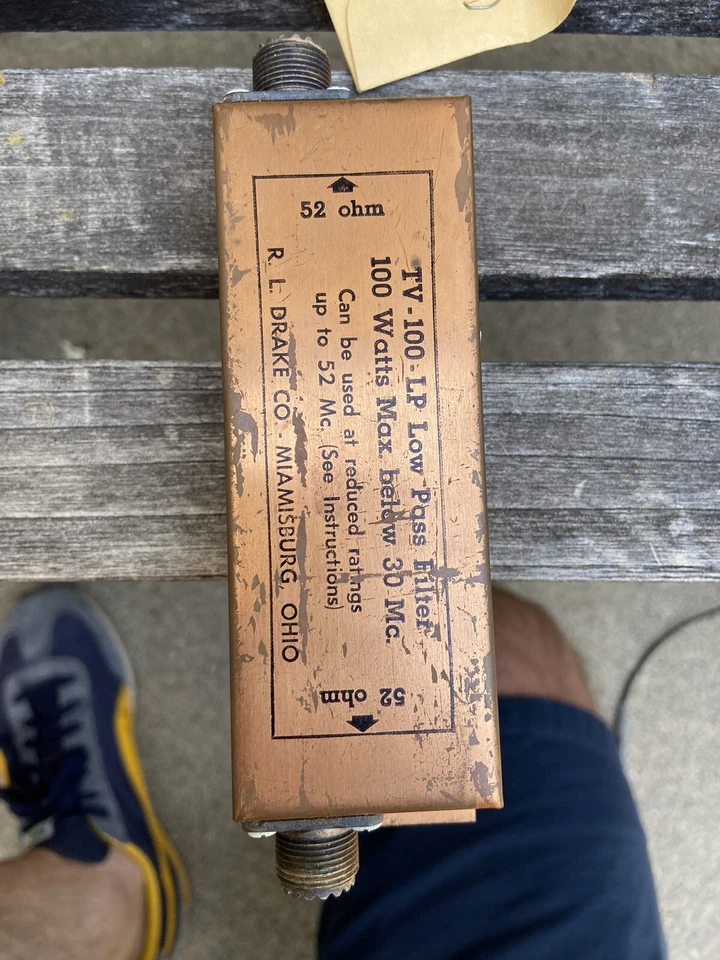 52 ohm
TV-100-LP Low Pass Filter
100 Watts Max. below 30 Mc.
Can be used at reduced ratings
up to 52 Mc. (See Instructions)
R. L. DRAKE CO. - MIAMISBURG, OHIO
52 ohm